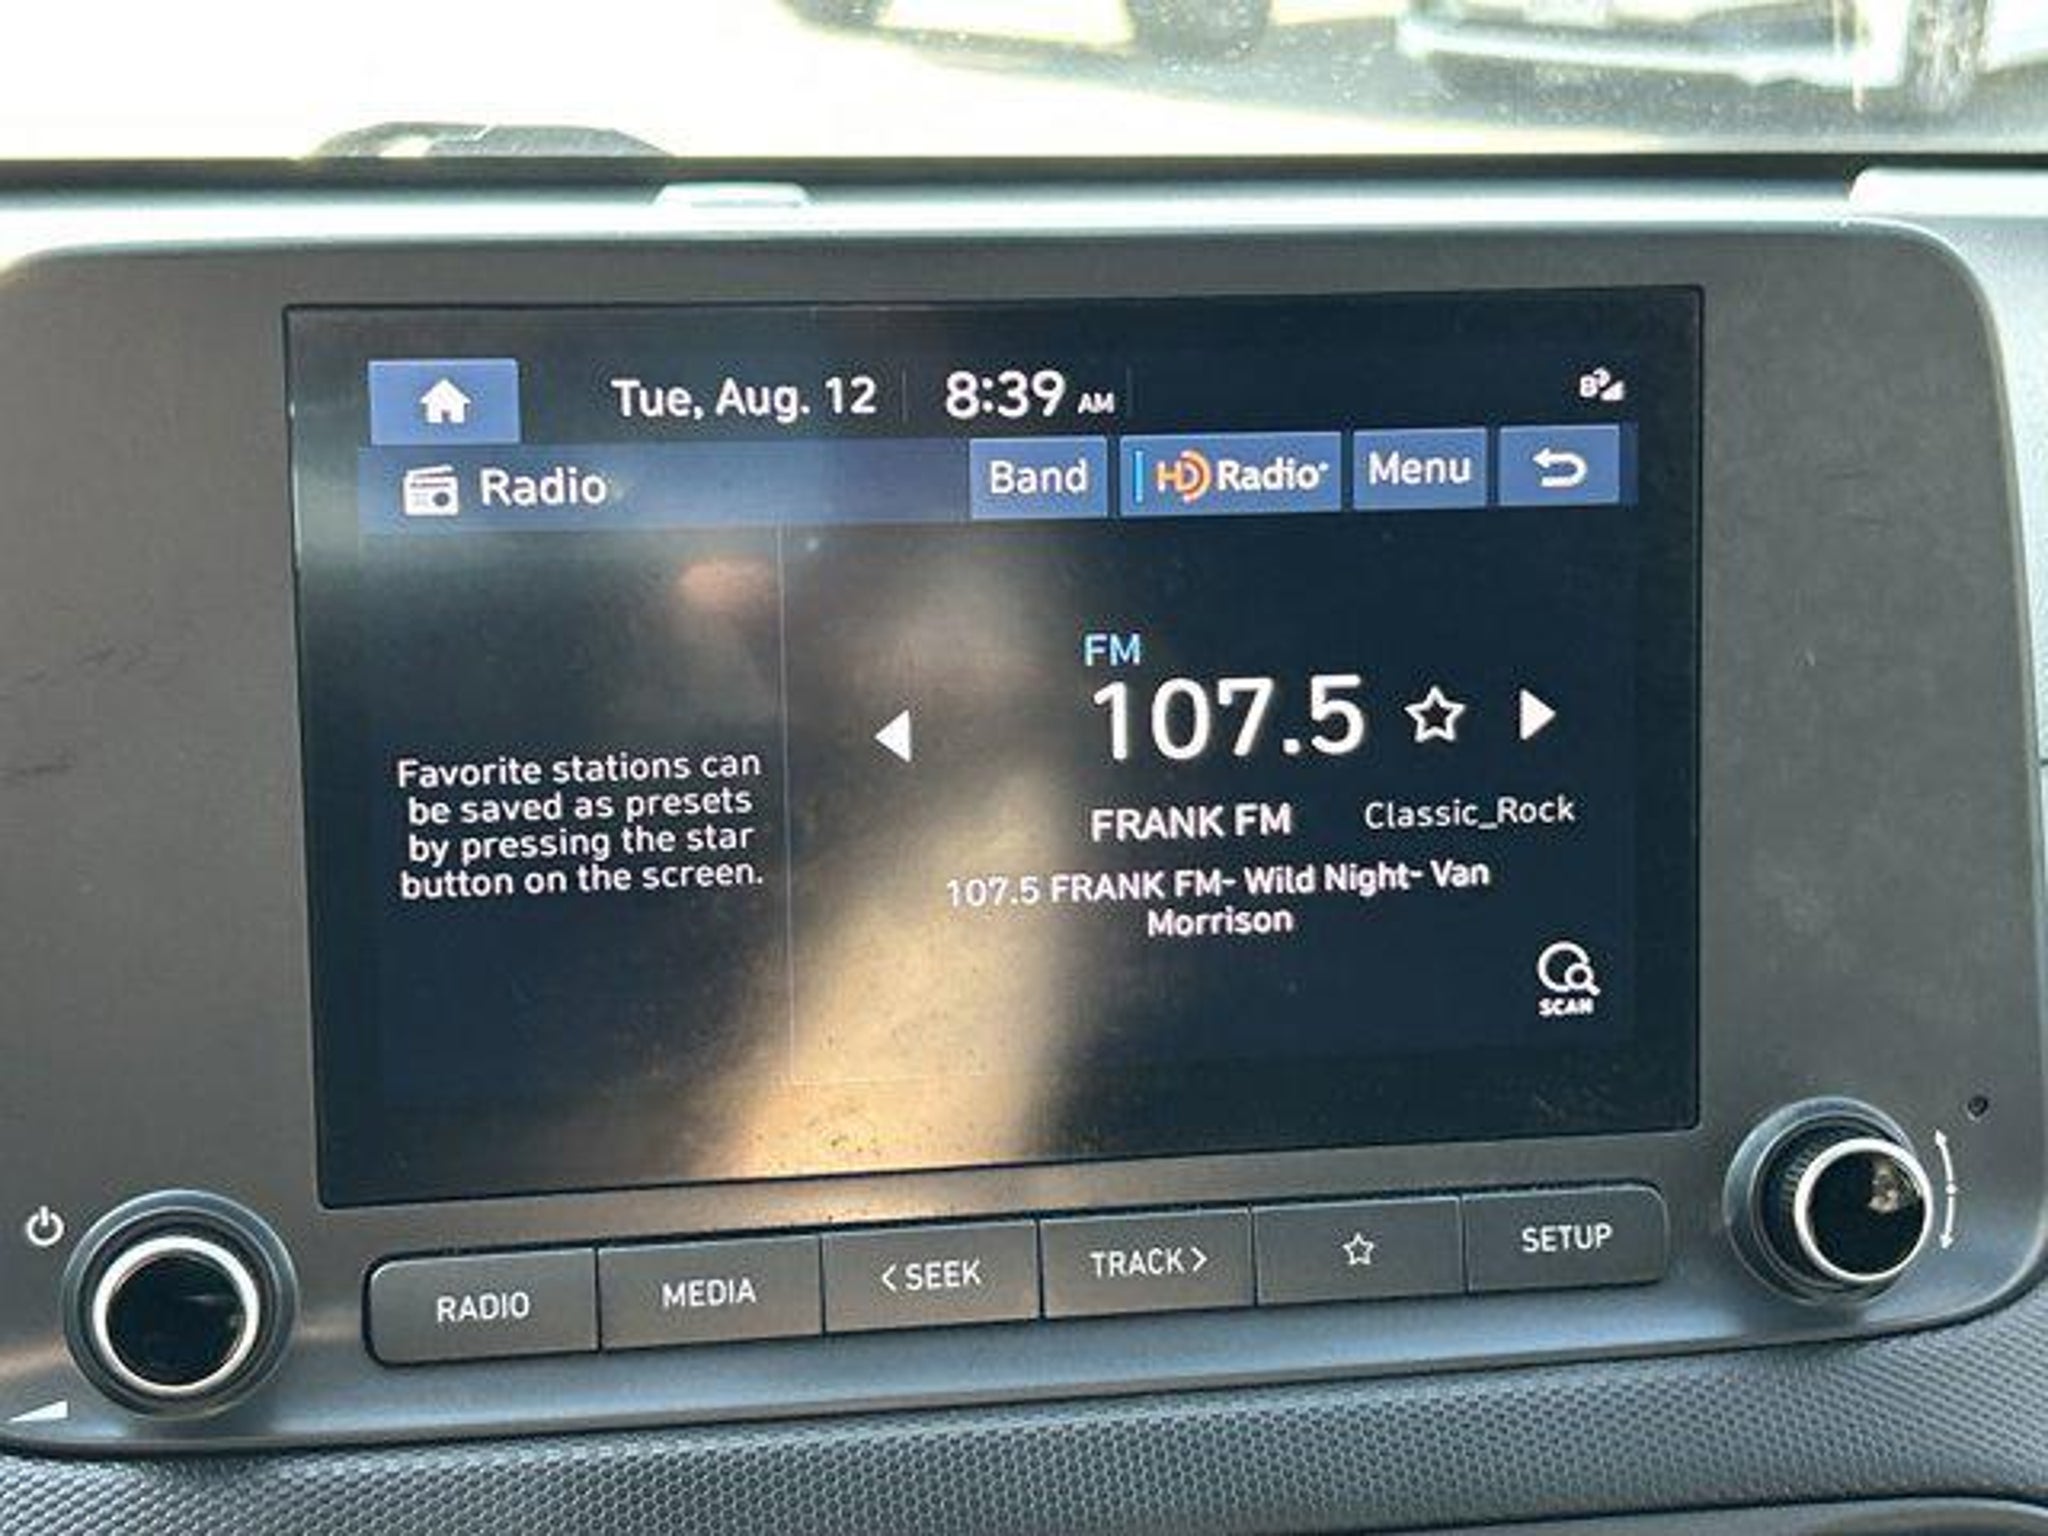 Tue, Aug. 12 8:39 AM
Radio Band HD Radio Menu
FM
107.5
Favorite stations can
be saved as presets
by pressing the star
button on the screen.
FRANK FM Classic_Rock
107.5 FRANK FM- Wild Night- Van
Morrison
SCAN
RADIO MEDIA < SEEK TRACK > SETUP